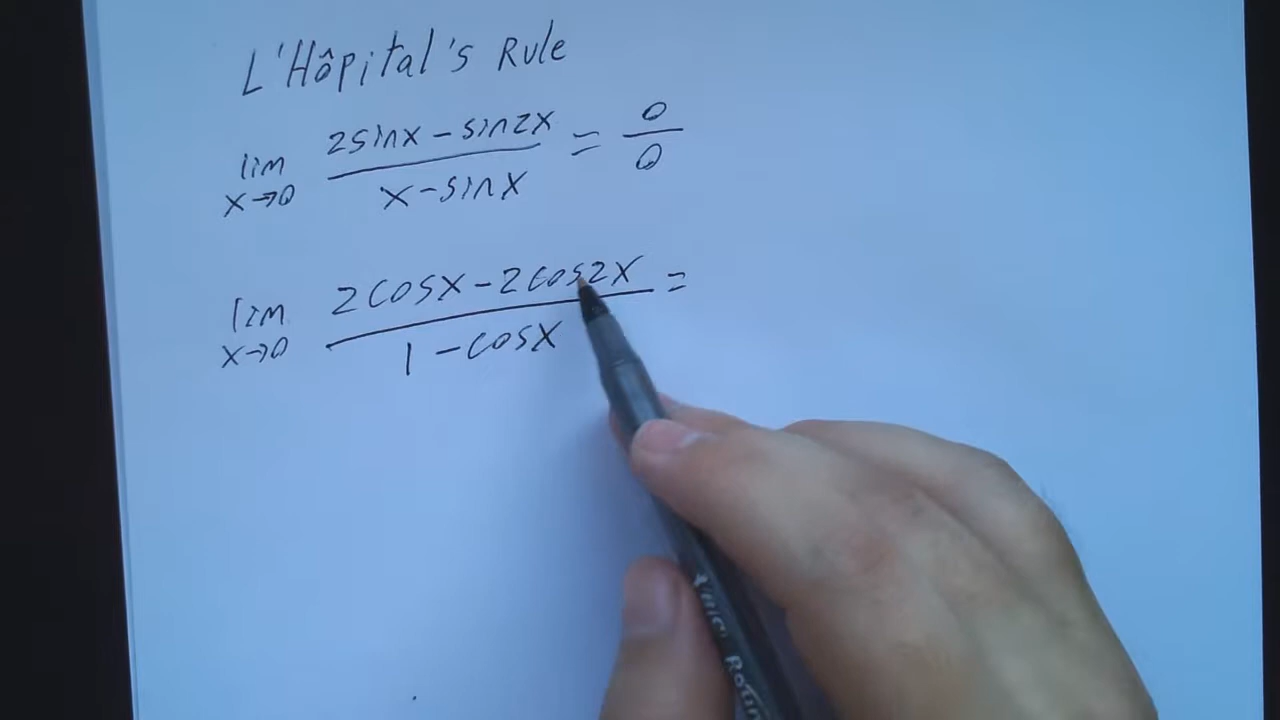 L'Hôpital's Rule
lim x→0 (2sinx - sin2x)/(x - sinx) = 0/0
lim x→0 (2cosx - 2cos2x)/(1 - cosx) =